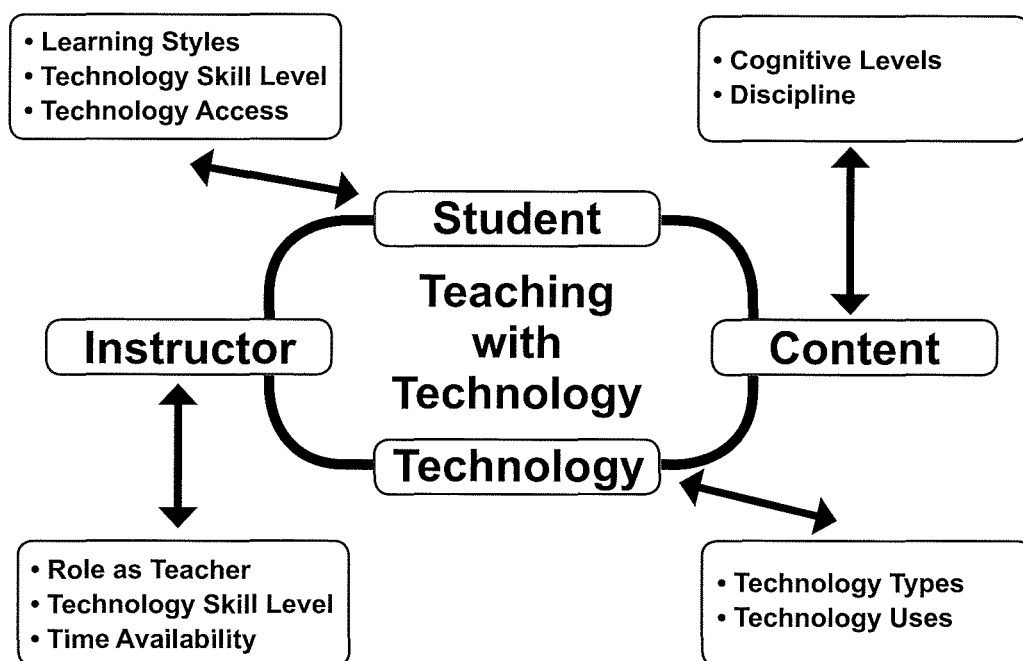 • Learning Styles
• Technology Skill Level
• Technology Access
• Cognitive Levels
• Discipline
Student
Teaching
with
Technology
Instructor
Content
Technology
• Role as Teacher
• Technology Skill Level
• Time Availability
• Technology Types
• Technology Uses